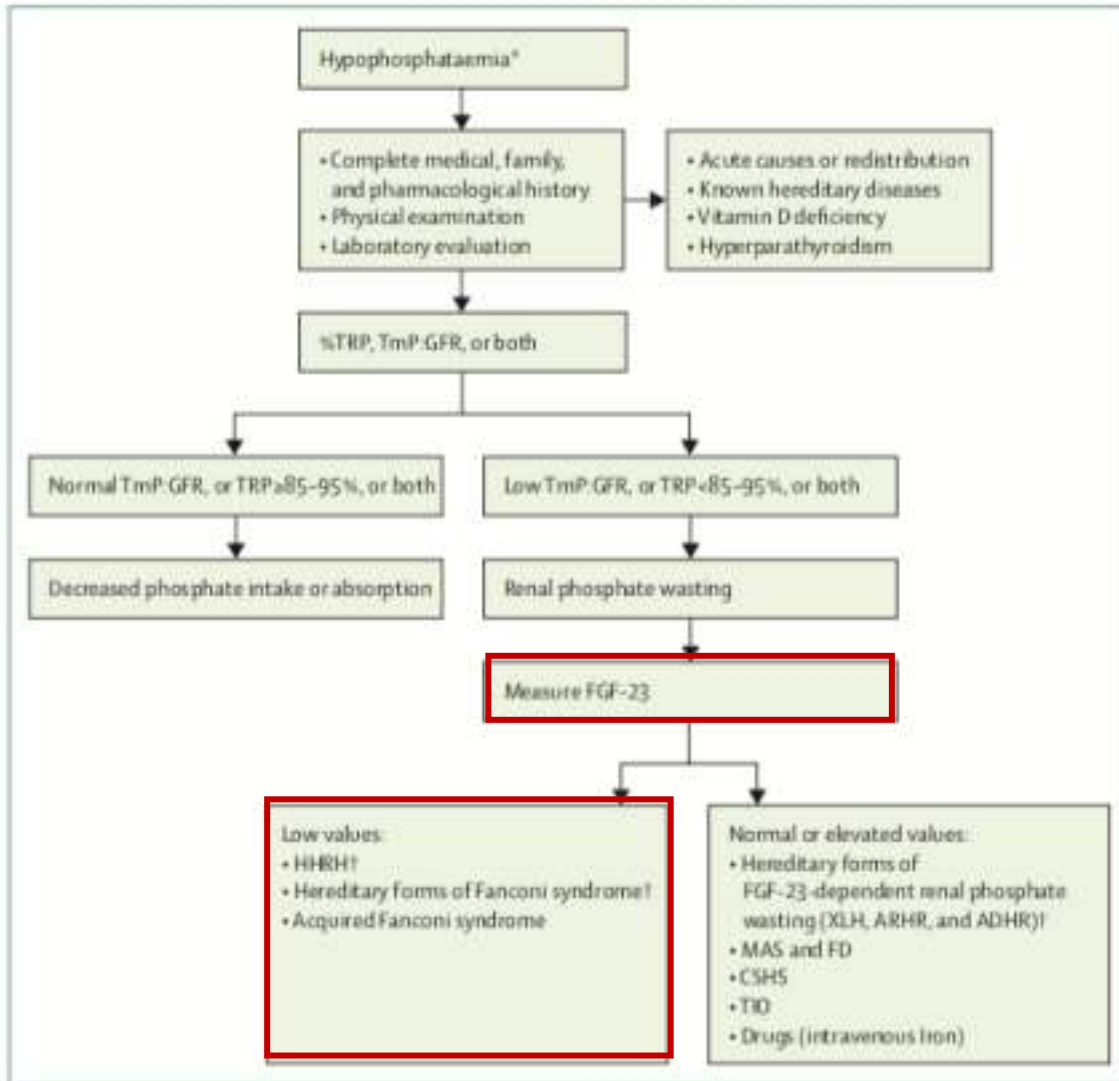 Hypophosphataemia*
• Complete medical, family,
and pharmacological history
• Physical examination
• Laboratory evaluation
• Acute causes or redistribution
• Known hereditary diseases
• Vitamin D deficiency
• Hyperparathyroidism
%TRP, TmP:GFR, or both
Normal TmP:GFR, or TRP≥85–95%, or both
Low TmP:GFR, or TRP<85–95%, or both
Decreased phosphate intake or absorption
Renal phosphate wasting
Measure FGF-23
Low values:
• HHRH†
• Hereditary forms of Fanconi syndrome†
• Acquired Fanconi syndrome
Normal or elevated values:
• Hereditary forms of
FGF-23-dependent renal phosphate
wasting (XLH, ARHR, and ADHR)†
• MAS and FD
• CSHS
• TIO
• Drugs (intravenous Iron)